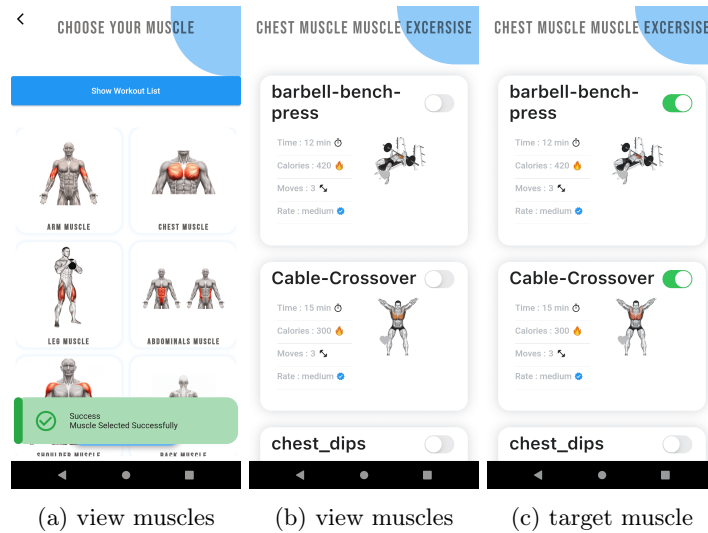 CHOOSE YOUR MUSCLE
Show Workout List
ARM MUSCLE
CHEST MUSCLE
LEG MUSCLE
ABDOMINALS MUSCLE
Success
Muscle Selected Successfully
SHOULDER MUSCLE
BACK MUSCLE
(a) view muscles
CHEST MUSCLE MUSCLE EXCERSISE
barbell-bench-
press
Time : 12 min
Calories : 420
Moves : 3
Rate : medium
Cable-Crossover
Time : 15 min
Calories : 300
Moves : 3
Rate : medium
chest_dips
(b) view muscles
CHEST MUSCLE MUSCLE EXCERSISE
barbell-bench-
press
Time : 12 min
Calories : 420
Moves : 3
Rate : medium
Cable-Crossover
Time : 15 min
Calories : 300
Moves : 3
Rate : medium
chest_dips
(c) target muscle